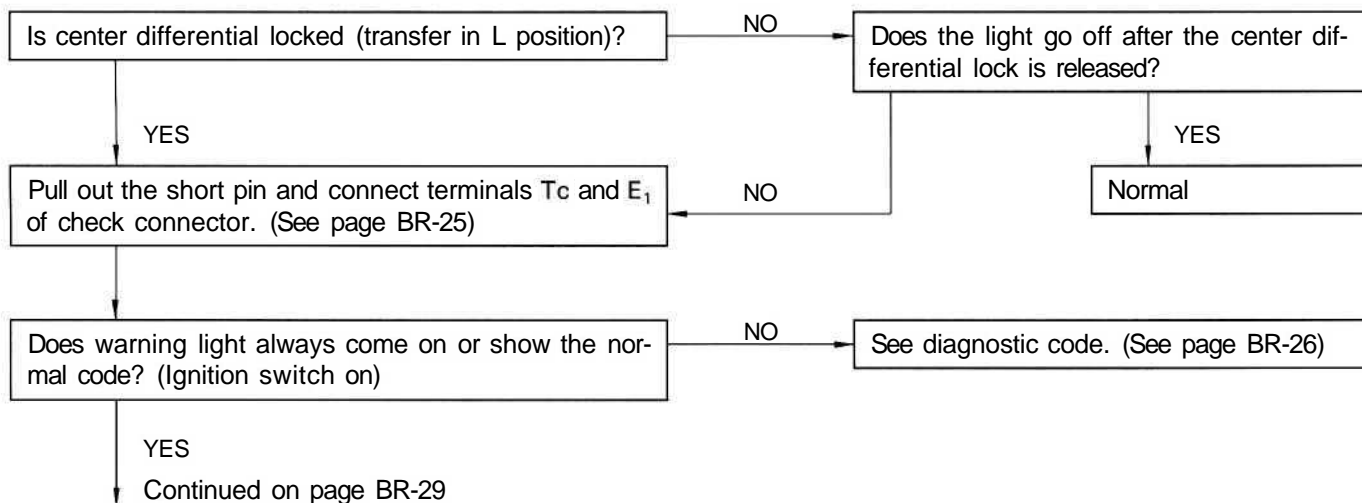 Is center differential locked (transfer in L position)?
NO
Does the light go off after the center dif-
ferential lock is released?
YES
YES
Pull out the short pin and connect terminals Tc and E₁
of check connector. (See page BR-25)
NO
Normal
Does warning light always come on or show the nor-
mal code? (Ignition switch on)
NO
See diagnostic code. (See page BR-26)
YES
Continued on page BR-29